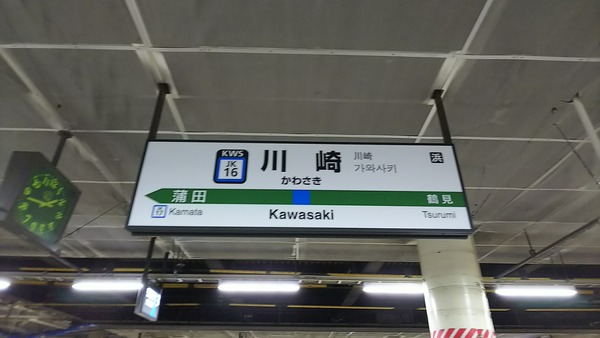 KWS
JK
16
川崎
川崎
가와사키
浜
かわさき
蒲田
鶴見
Kamata
Kawasaki
Tsurumi